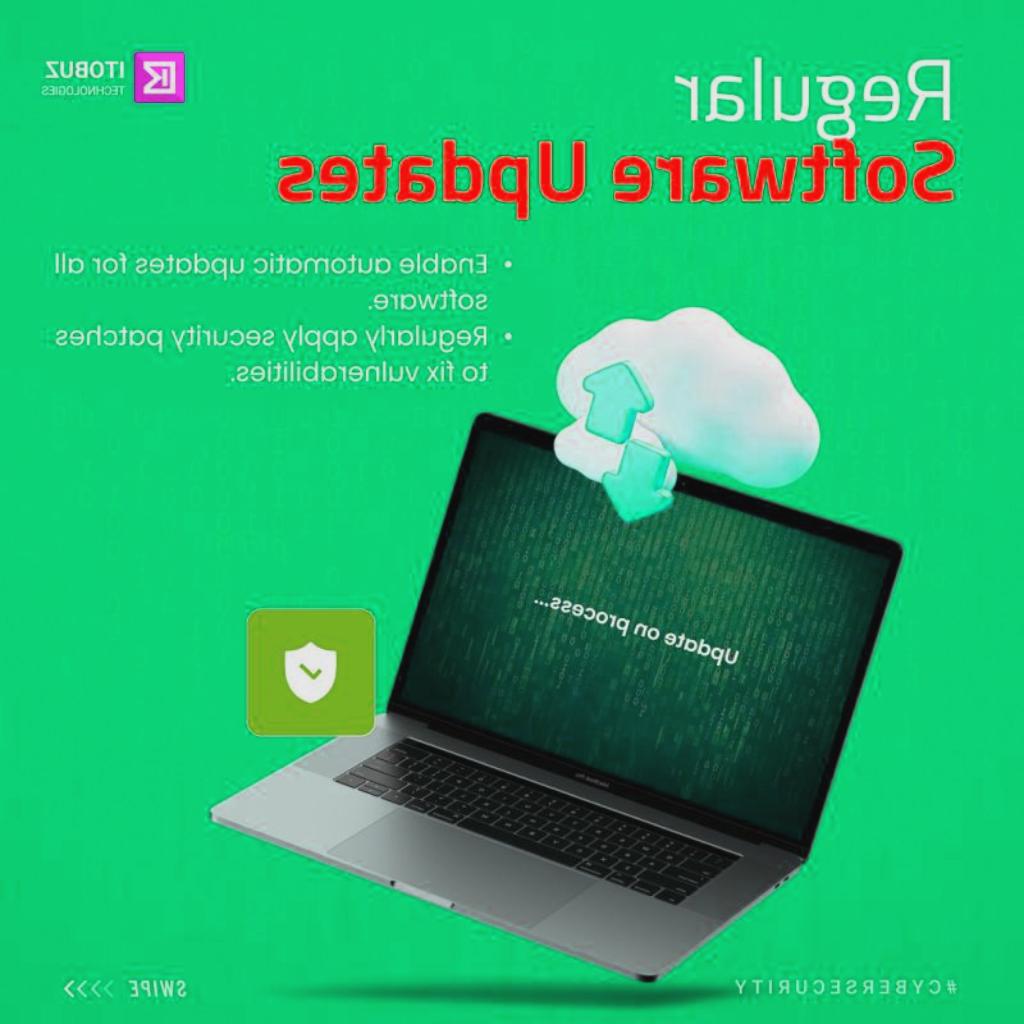 ITOBUZ
TECHNOLOGIES
Regular
Software Updates
• Enable automatic updates for all
software.
• Regularly apply security patches
to fix vulnerabilities.
Update on process...
#CYBERSECURITY
SWIPE >>>>